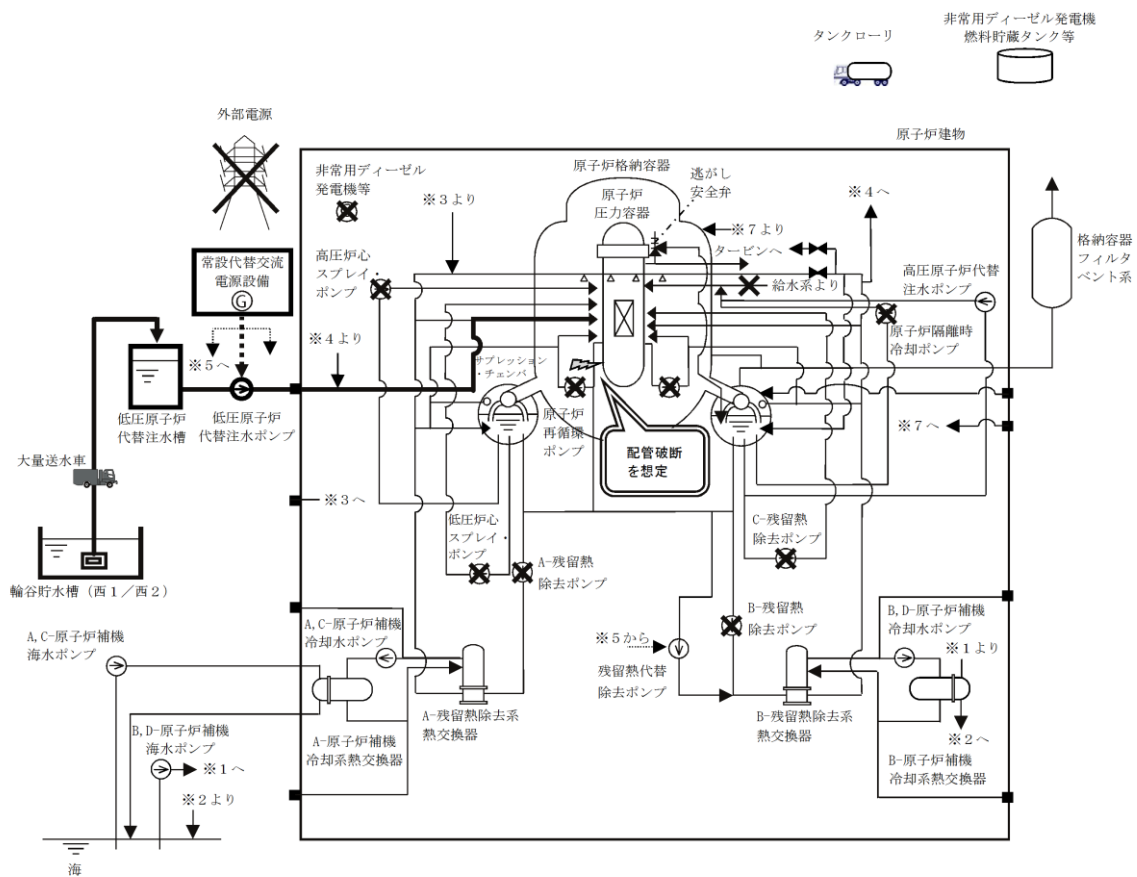 タンクローリ
非常用ディーゼル発電機
燃料貯蔵タンク等
外部電源
原子炉建物
非常用ディーゼル
発電機等
原子炉格納容器
逃がし
安全弁
原子炉
圧力容器
※3より
※4へ
※7より
タービンへ
常設代替交流
電源設備
G
高圧炉心
スプレイ・
ポンプ
給水系より
高圧原子炉代替
注水ポンプ
格納容器
フィルタ
ベント系
原子炉隔離時
冷却ポンプ
※4より
※5へ
サプレッション
・チェンバ
低圧原子炉
代替注水槽
低圧原子炉
代替注水ポンプ
原子炉
再循環
ポンプ
配管破断
を想定
※7へ
大量送水車
※3へ
低圧炉心
スプレイ・
ポンプ
A-残留熱
除去ポンプ
C-残留熱
除去ポンプ
輪谷貯水槽(西1/西2)
A,C-原子炉補機
海水ポンプ
A,C-原子炉補機
冷却水ポンプ
※5から
残留熱代替
除去ポンプ
B-残留熱
除去ポンプ
B,D-原子炉補機
冷却水ポンプ
※1より
B,D-原子炉補機
海水ポンプ
※1へ
A-残留熱除去系
熱交換器
A-原子炉補機
冷却系熱交換器
B-残留熱除去系
熱交換器
※2へ
B-原子炉補機
冷却系熱交換器
※2より
海